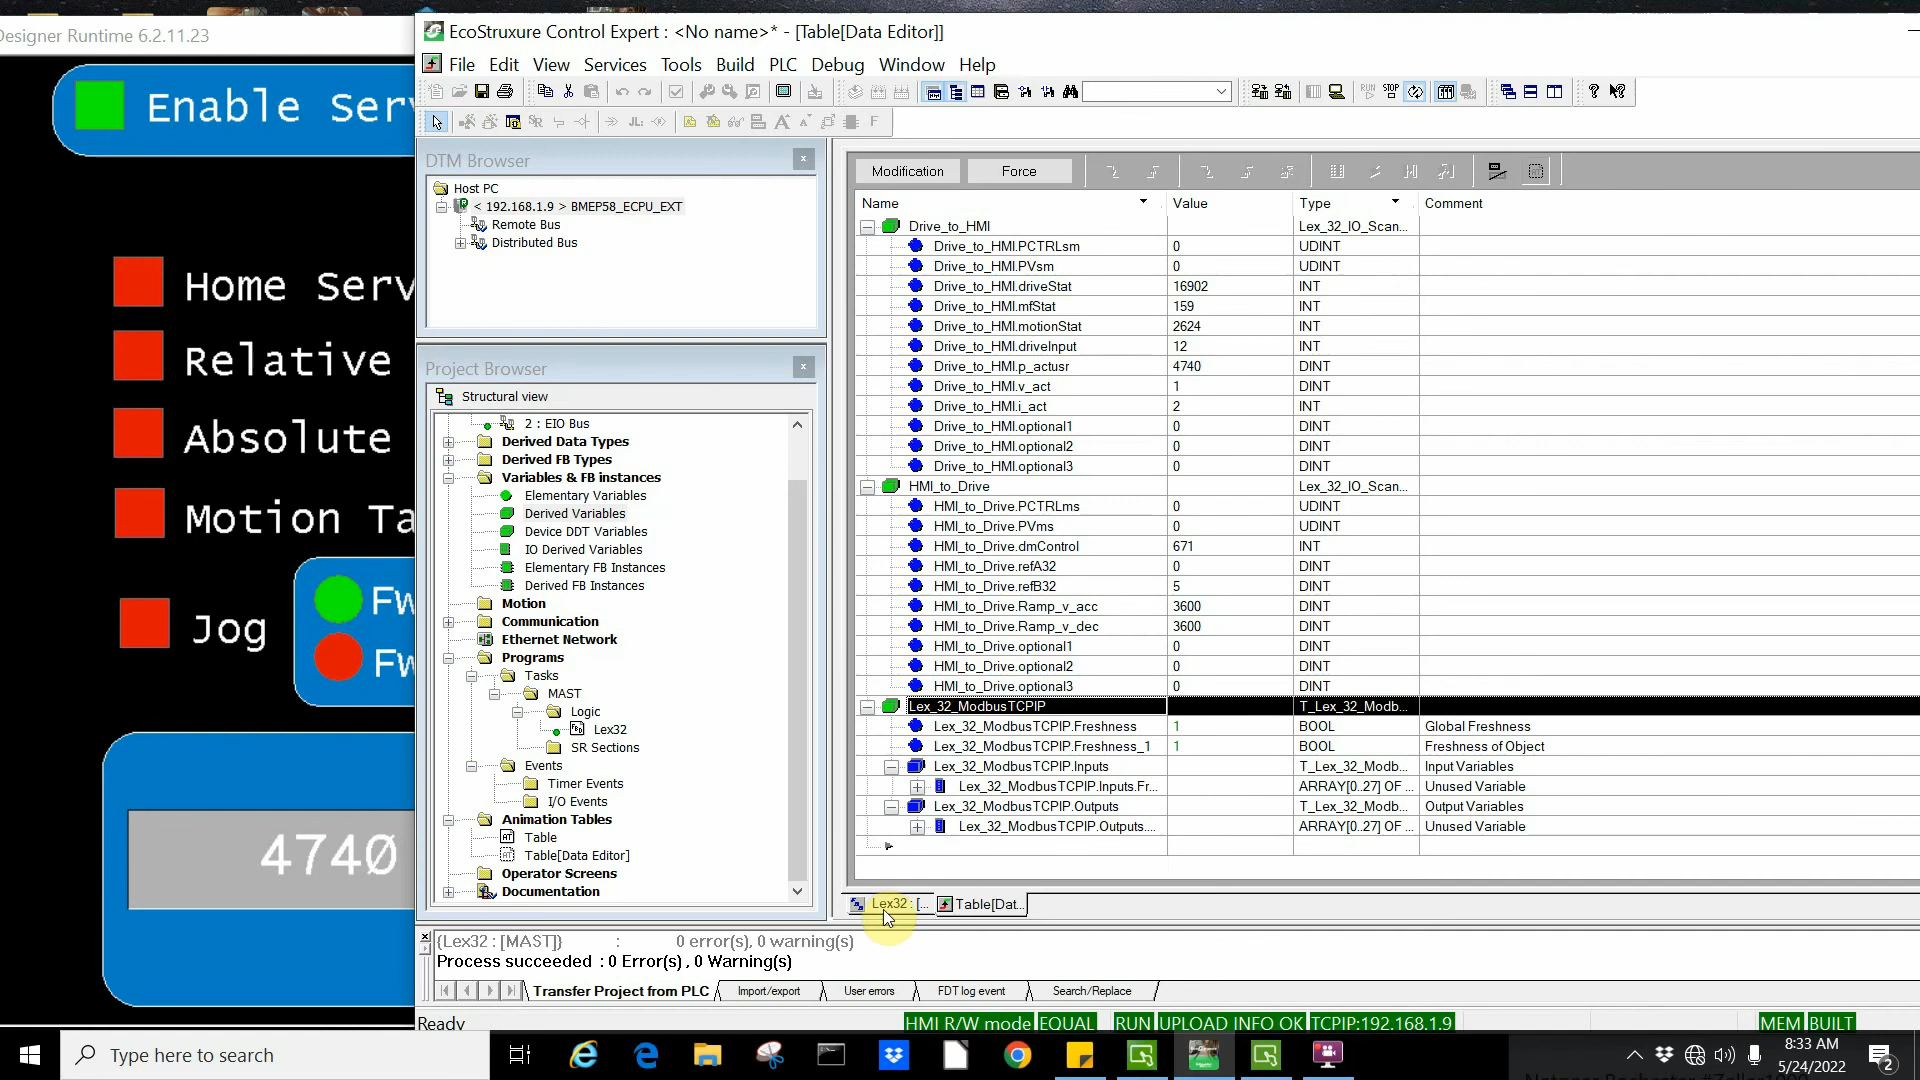 Designer Runtime 6.2.11.23
Enable Serv
Home Serv
Relative
Absolute
Motion Ta
Jog
Fw
Fw
4740
EcoStruxure Control Expert : <No name>* - [Table[Data Editor]]
File Edit View Services Tools Build PLC Debug Window Help
DTM Browser
Host PC
< 192.168.1.9 > BMEP58_ECPU_EXT
Remote Bus
Distributed Bus
Project Browser
Structural view
2 : EIO Bus
Derived Data Types
Derived FB Types
Variables & FB instances
Elementary Variables
Derived Variables
Device DDT Variables
IO Derived Variables
Elementary FB Instances
Derived FB Instances
Motion
Communication
Ethernet Network
Programs
Tasks
MAST
Logic
Lex32
SR Sections
Events
Timer Events
I/O Events
Animation Tables
Table
Table[Data Editor]
Operator Screens
Documentation
Modification Force
Name Value Type Comment
Drive_to_HMI Lex_32_IO_Scan...
Drive_to_HMI.PCTRLsm 0 UDINT
Drive_to_HMI.PVsm 0 UDINT
Drive_to_HMI.driveStat 16902 INT
Drive_to_HMI.mfStat 159 INT
Drive_to_HMI.motionStat 2624 INT
Drive_to_HMI.driveInput 12 INT
Drive_to_HMI.p_actusr 4740 DINT
Drive_to_HMI.v_act 1 DINT
Drive_to_HMI.i_act 2 INT
Drive_to_HMI.optional1 0 DINT
Drive_to_HMI.optional2 0 DINT
Drive_to_HMI.optional3 0 DINT
HMI_to_Drive Lex_32_IO_Scan...
HMI_to_Drive.PCTRLms 0 UDINT
HMI_to_Drive.PVms 0 UDINT
HMI_to_Drive.dmControl 671 INT
HMI_to_Drive.refA32 0 DINT
HMI_to_Drive.refB32 5 DINT
HMI_to_Drive.Ramp_v_acc 3600 DINT
HMI_to_Drive.Ramp_v_dec 3600 DINT
HMI_to_Drive.optional1 0 DINT
HMI_to_Drive.optional2 0 DINT
HMI_to_Drive.optional3 0 DINT
Lex_32_ModbusTCPIP T_Lex_32_Modb...
Lex_32_ModbusTCPIP.Freshness 1 BOOL Global Freshness
Lex_32_ModbusTCPIP.Freshness_1 1 BOOL Freshness of Object
Lex_32_ModbusTCPIP.Inputs T_Lex_32_Modb... Input Variables
Lex_32_ModbusTCPIP.Inputs.Fr... ARRAY[0..27] OF ... Unused Variable
Lex_32_ModbusTCPIP.Outputs T_Lex_32_Modb... Output Variables
Lex_32_ModbusTCPIP.Outputs.... ARRAY[0..27] OF ... Unused Variable
Lex32 : [... Table[Dat...
{Lex32 : [MAST]} : 0 error(s), 0 warning(s)
Process succeeded : 0 Error(s) , 0 Warning(s)
Transfer Project from PLC Import/export User errors FDT log event Search/Replace
Ready HMI R/W mode EQUAL RUN UPLOAD INFO OK TCPIP:192.168.1.9 MEM BUILT
Type here to search
8:33 AM
5/24/2022
2